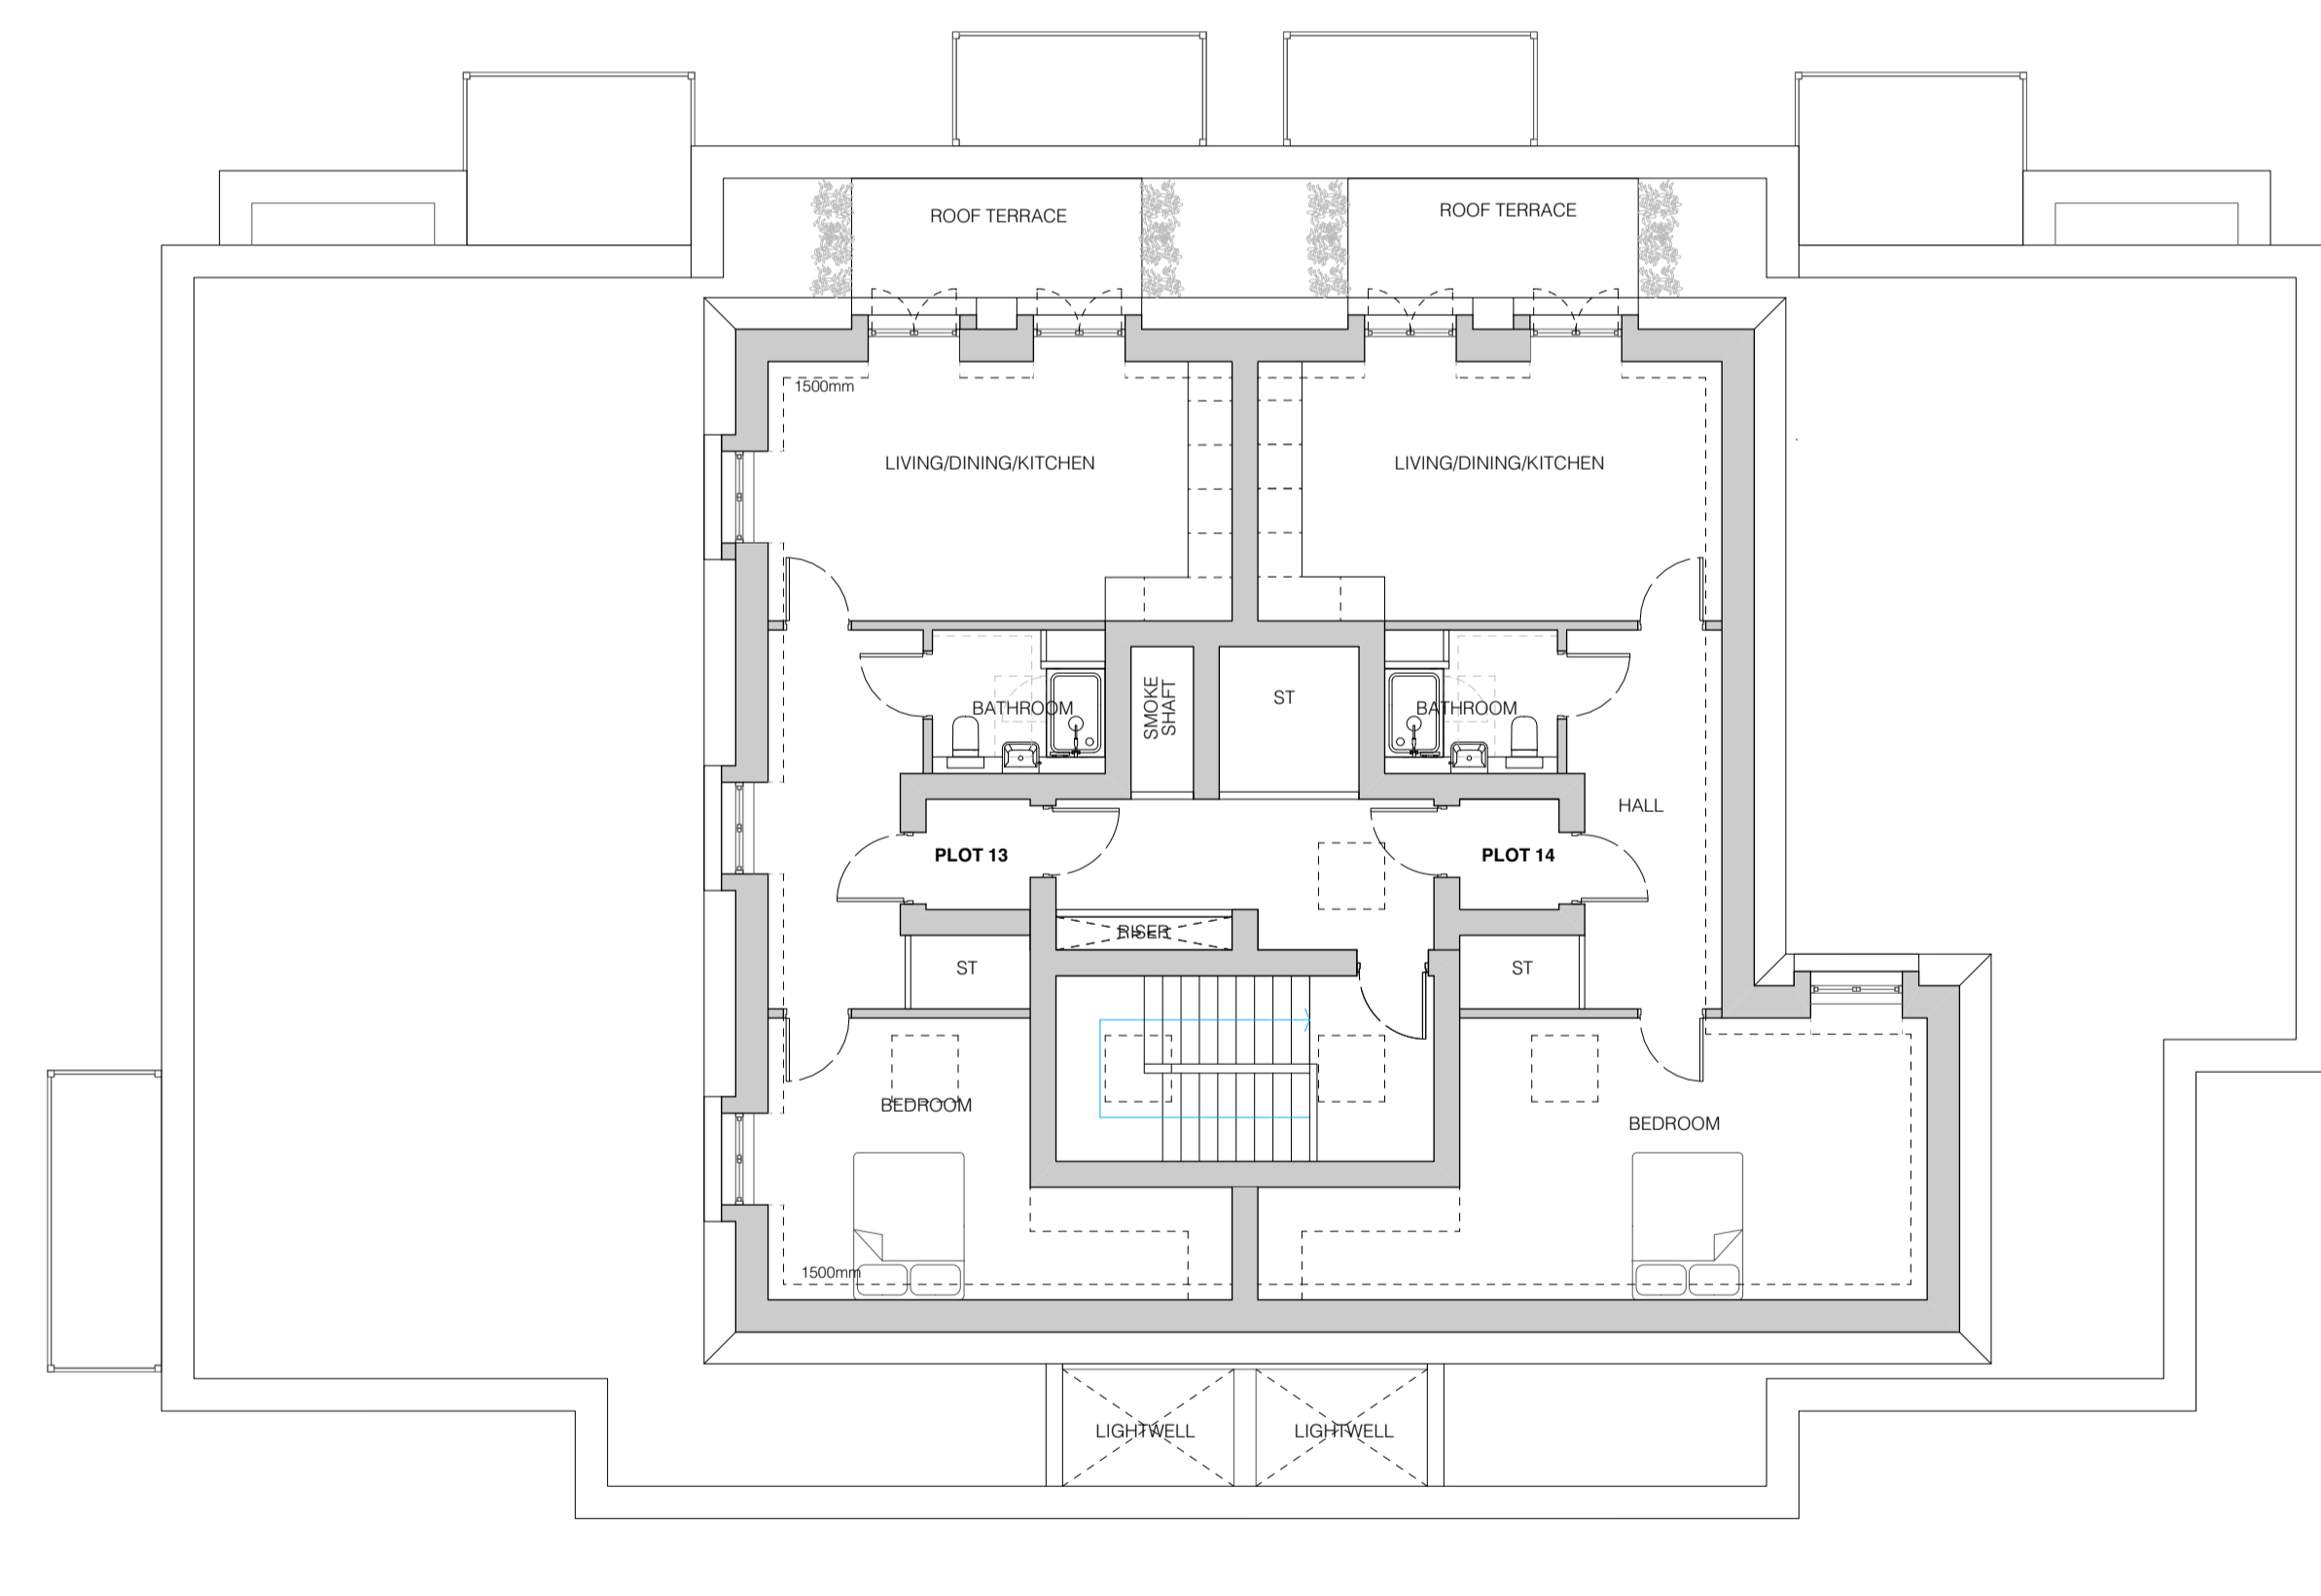 ROOF TERRACE
ROOF TERRACE
1500mm
LIVING/DINING/KITCHEN
LIVING/DINING/KITCHEN
BATHROOM
SMOKE
SHAFT
ST
BATHROOM
HALL
PLOT 13
PLOT 14
RISER
ST
ST
BEDROOM
BEDROOM
1500mm
LIGHTWELL
LIGHTWELL